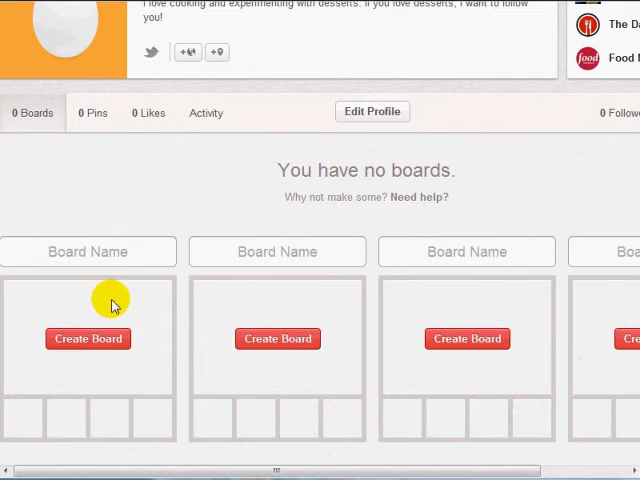 I love cooking and experimenting with desserts. If you love desserts, I want to follow
you!
The Da
food
Food
0 Boards
0 Pins
0 Likes
Activity
Edit Profile
0 Follow
You have no boards.
Why not make some? Need help?
Board Name
Board Name
Board Name
Boa
Create Board
Create Board
Create Board
Cre